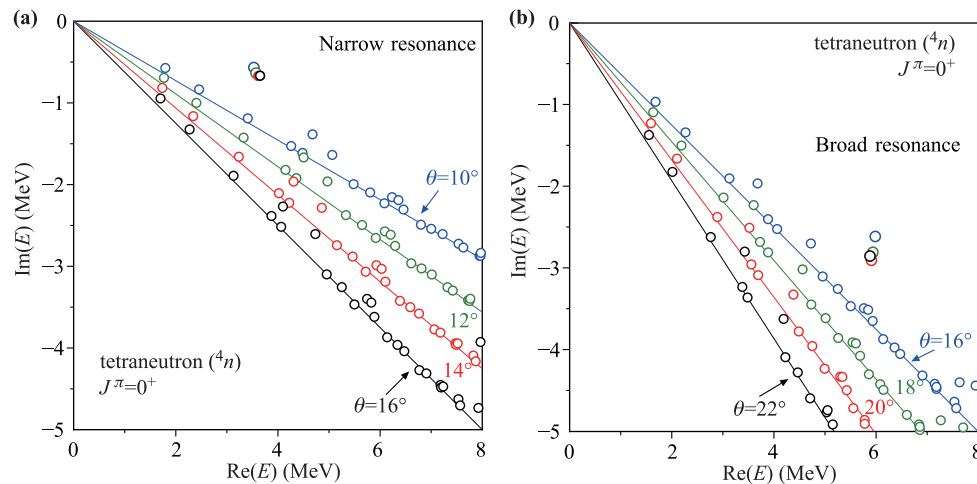 (a)
Narrow resonance
θ=10°
12°
14°
θ=16°
tetraneutron (⁴n)
J^π=0⁺
0
−1
−2
−3
−4
−5
Im(E) (MeV)
0
2
4
6
8
Re(E) (MeV)
(b)
tetraneutron (⁴n)
J^π=0⁺
Broad resonance
θ=16°
18°
20°
θ=22°
0
−1
−2
−3
−4
−5
Im(E) (MeV)
0
2
4
6
8
Re(E) (MeV)